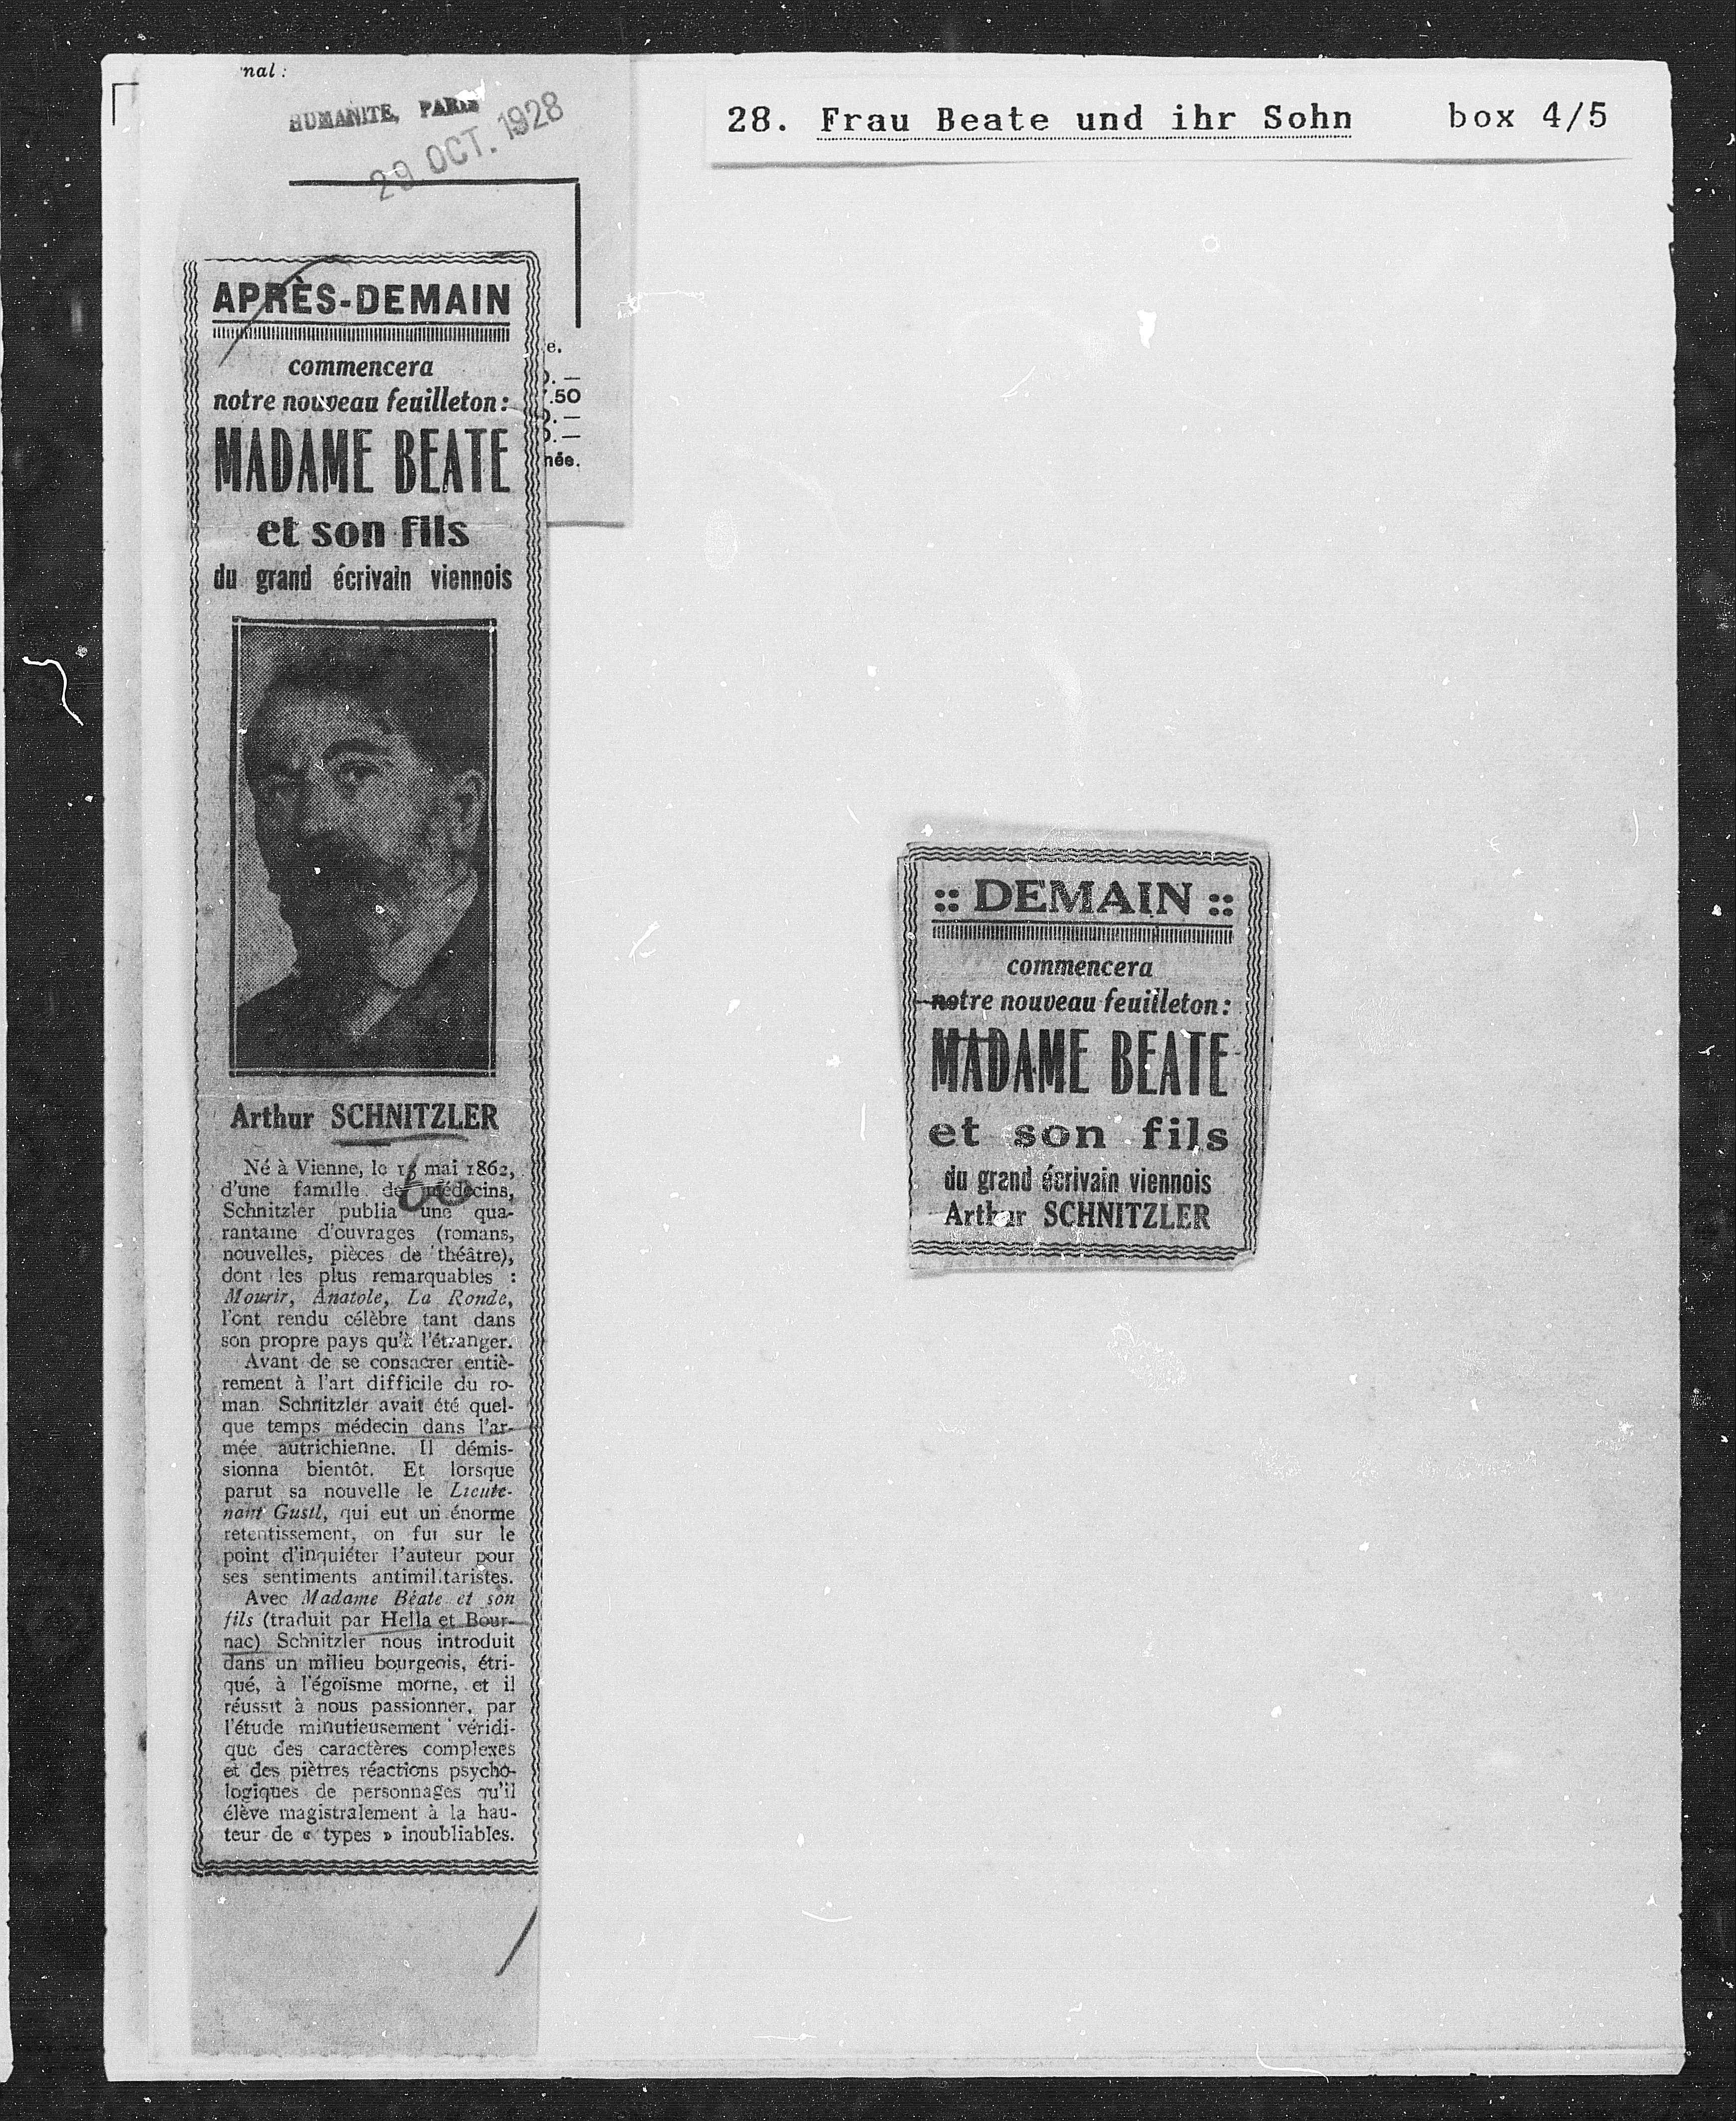 nal :
HUMANITE, PARIS
29 OCT. 1928
28. Frau Beate und ihr Sohn box 4/5
e.
.—
.50
.—
.—
née.
APRÈS-DEMAIN
commencera
notre nouveau feuilleton :
MADAME BEATE
et son fils
du grand écrivain viennois
Arthur SCHNITZLER
Né à Vienne, le mai 1862,
d'une famille de médecins,
Schnitzler publia une qua-
rantaine d'ouvrages (romans,
nouvelles, pièces de théâtre),
dont les plus remarquables :
Mourir, Anatole, La Ronde,
l'ont rendu célèbre tant dans
son propre pays qu'à l'étranger.
Avant de se consacrer entiè-
rement à l'art difficile du ro-
man. Schnitzler avait été quel-
que temps médecin dans l'ar-
mée autrichienne. Il démis-
sionna bientôt. Et lorsque
parut sa nouvelle le Lieute-
nant Gustl, qui eut un énorme
retentissement, on fut sur le
point d'inquiéter l'auteur pour
ses sentiments antimilitaristes.
Avec Madame Béate et son
fils (traduit par Hella et Bour-
nac) Schnitzler nous introduit
dans un milieu bourgeois, étri-
qué, à l'égoïsme morne, et il
réussit à nous passionner, par
l'étude minutieusement véridi-
que des caractères complexes
et des piètres réactions psycho-
logiques de personnages qu'il
élève magistralement à la hau-
teur de « types » inoubliables.
:: DEMAIN ::
commencera
notre nouveau feuilleton :
MADAME BEATE
et son fils
du grand écrivain viennois
Arthur SCHNITZLER